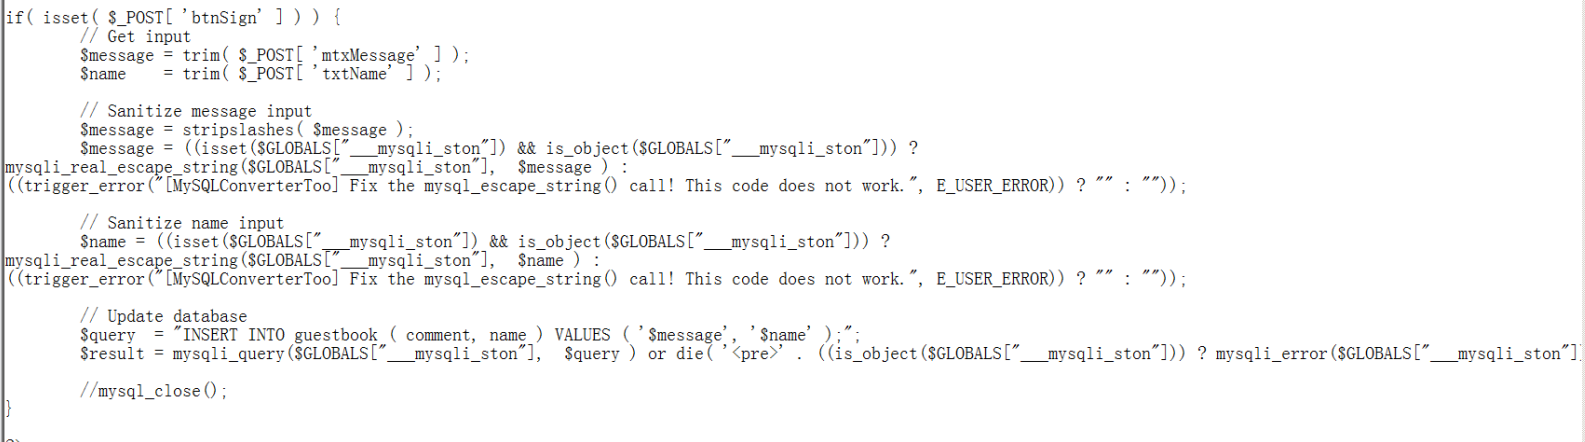 if( isset( $_POST[ 'btnSign' ] ) ) {
// Get input
$message = trim( $_POST[ 'mtxMessage' ] );
$name    = trim( $_POST[ 'txtName' ] );
// Sanitize message input
$message = stripslashes( $message );
$message = ((isset($GLOBALS["___mysqli_ston"]) && is_object($GLOBALS["___mysqli_ston"])) ?
mysqli_real_escape_string($GLOBALS["___mysqli_ston"],  $message ) :
((trigger_error("[MySQLConverterToo] Fix the mysql_escape_string() call! This code does not work.", E_USER_ERROR)) ? "" : ""));
// Sanitize name input
$name = ((isset($GLOBALS["___mysqli_ston"]) && is_object($GLOBALS["___mysqli_ston"])) ?
mysqli_real_escape_string($GLOBALS["___mysqli_ston"],  $name ) :
((trigger_error("[MySQLConverterToo] Fix the mysql_escape_string() call! This code does not work.", E_USER_ERROR)) ? "" : ""));
// Update database
$query  = "INSERT INTO guestbook ( comment, name ) VALUES ( '$message', '$name' );";
$result = mysqli_query($GLOBALS["___mysqli_ston"],  $query ) or die( '<pre>' . ((is_object($GLOBALS["___mysqli_ston"])) ? mysqli_error($GLOBALS["___mysqli_ston"]
//mysql_close();
}